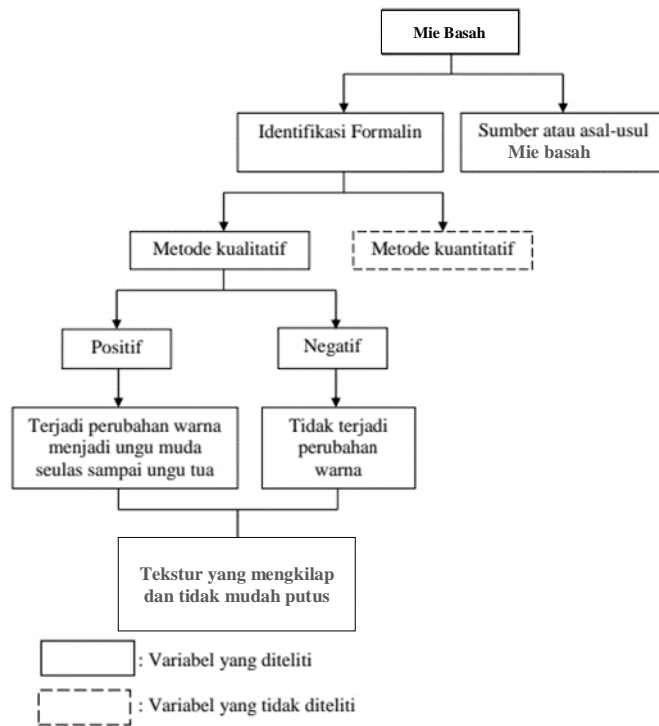 Mie Basah
Identifikasi Formalin
Sumber atau asal-usul
Mie basah
Metode kualitatif
Metode kuantitatif
Positif
Negatif
Terjadi perubahan warna
menjadi ungu muda
seulas sampai ungu tua
Tidak terjadi
perubahan
warna
Tekstur yang mengkilap
dan tidak mudah putus
: Variabel yang diteliti
: Variabel yang tidak diteliti